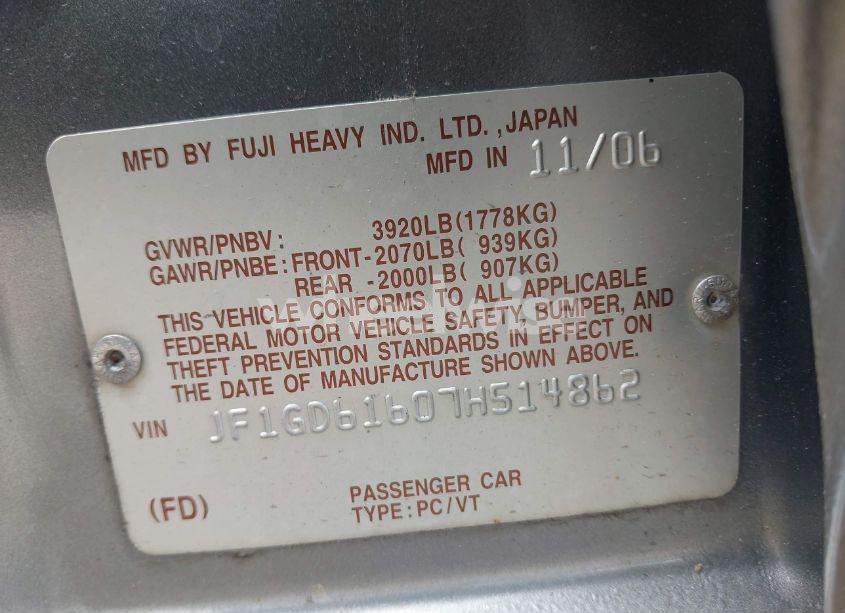 MFD BY FUJI HEAVY IND. LTD. ,JAPAN
MFD IN 11/06
GVWR/PNBV: 3920LB(1778KG)
GAWR/PNBE:FRONT-2070LB( 939KG)
REAR -2000LB( 907KG)
THIS VEHICLE CONFORMS TO ALL APPLICABLE
FEDERAL MOTOR VEHICLE SAFETY, BUMPER, AND
THEFT PREVENTION STANDARDS IN EFFECT ON
THE DATE OF MANUFACTURE SHOWN ABOVE.
VIN JF1GD61607H514862
(FD)
PASSENGER CAR
TYPE:PC/VT